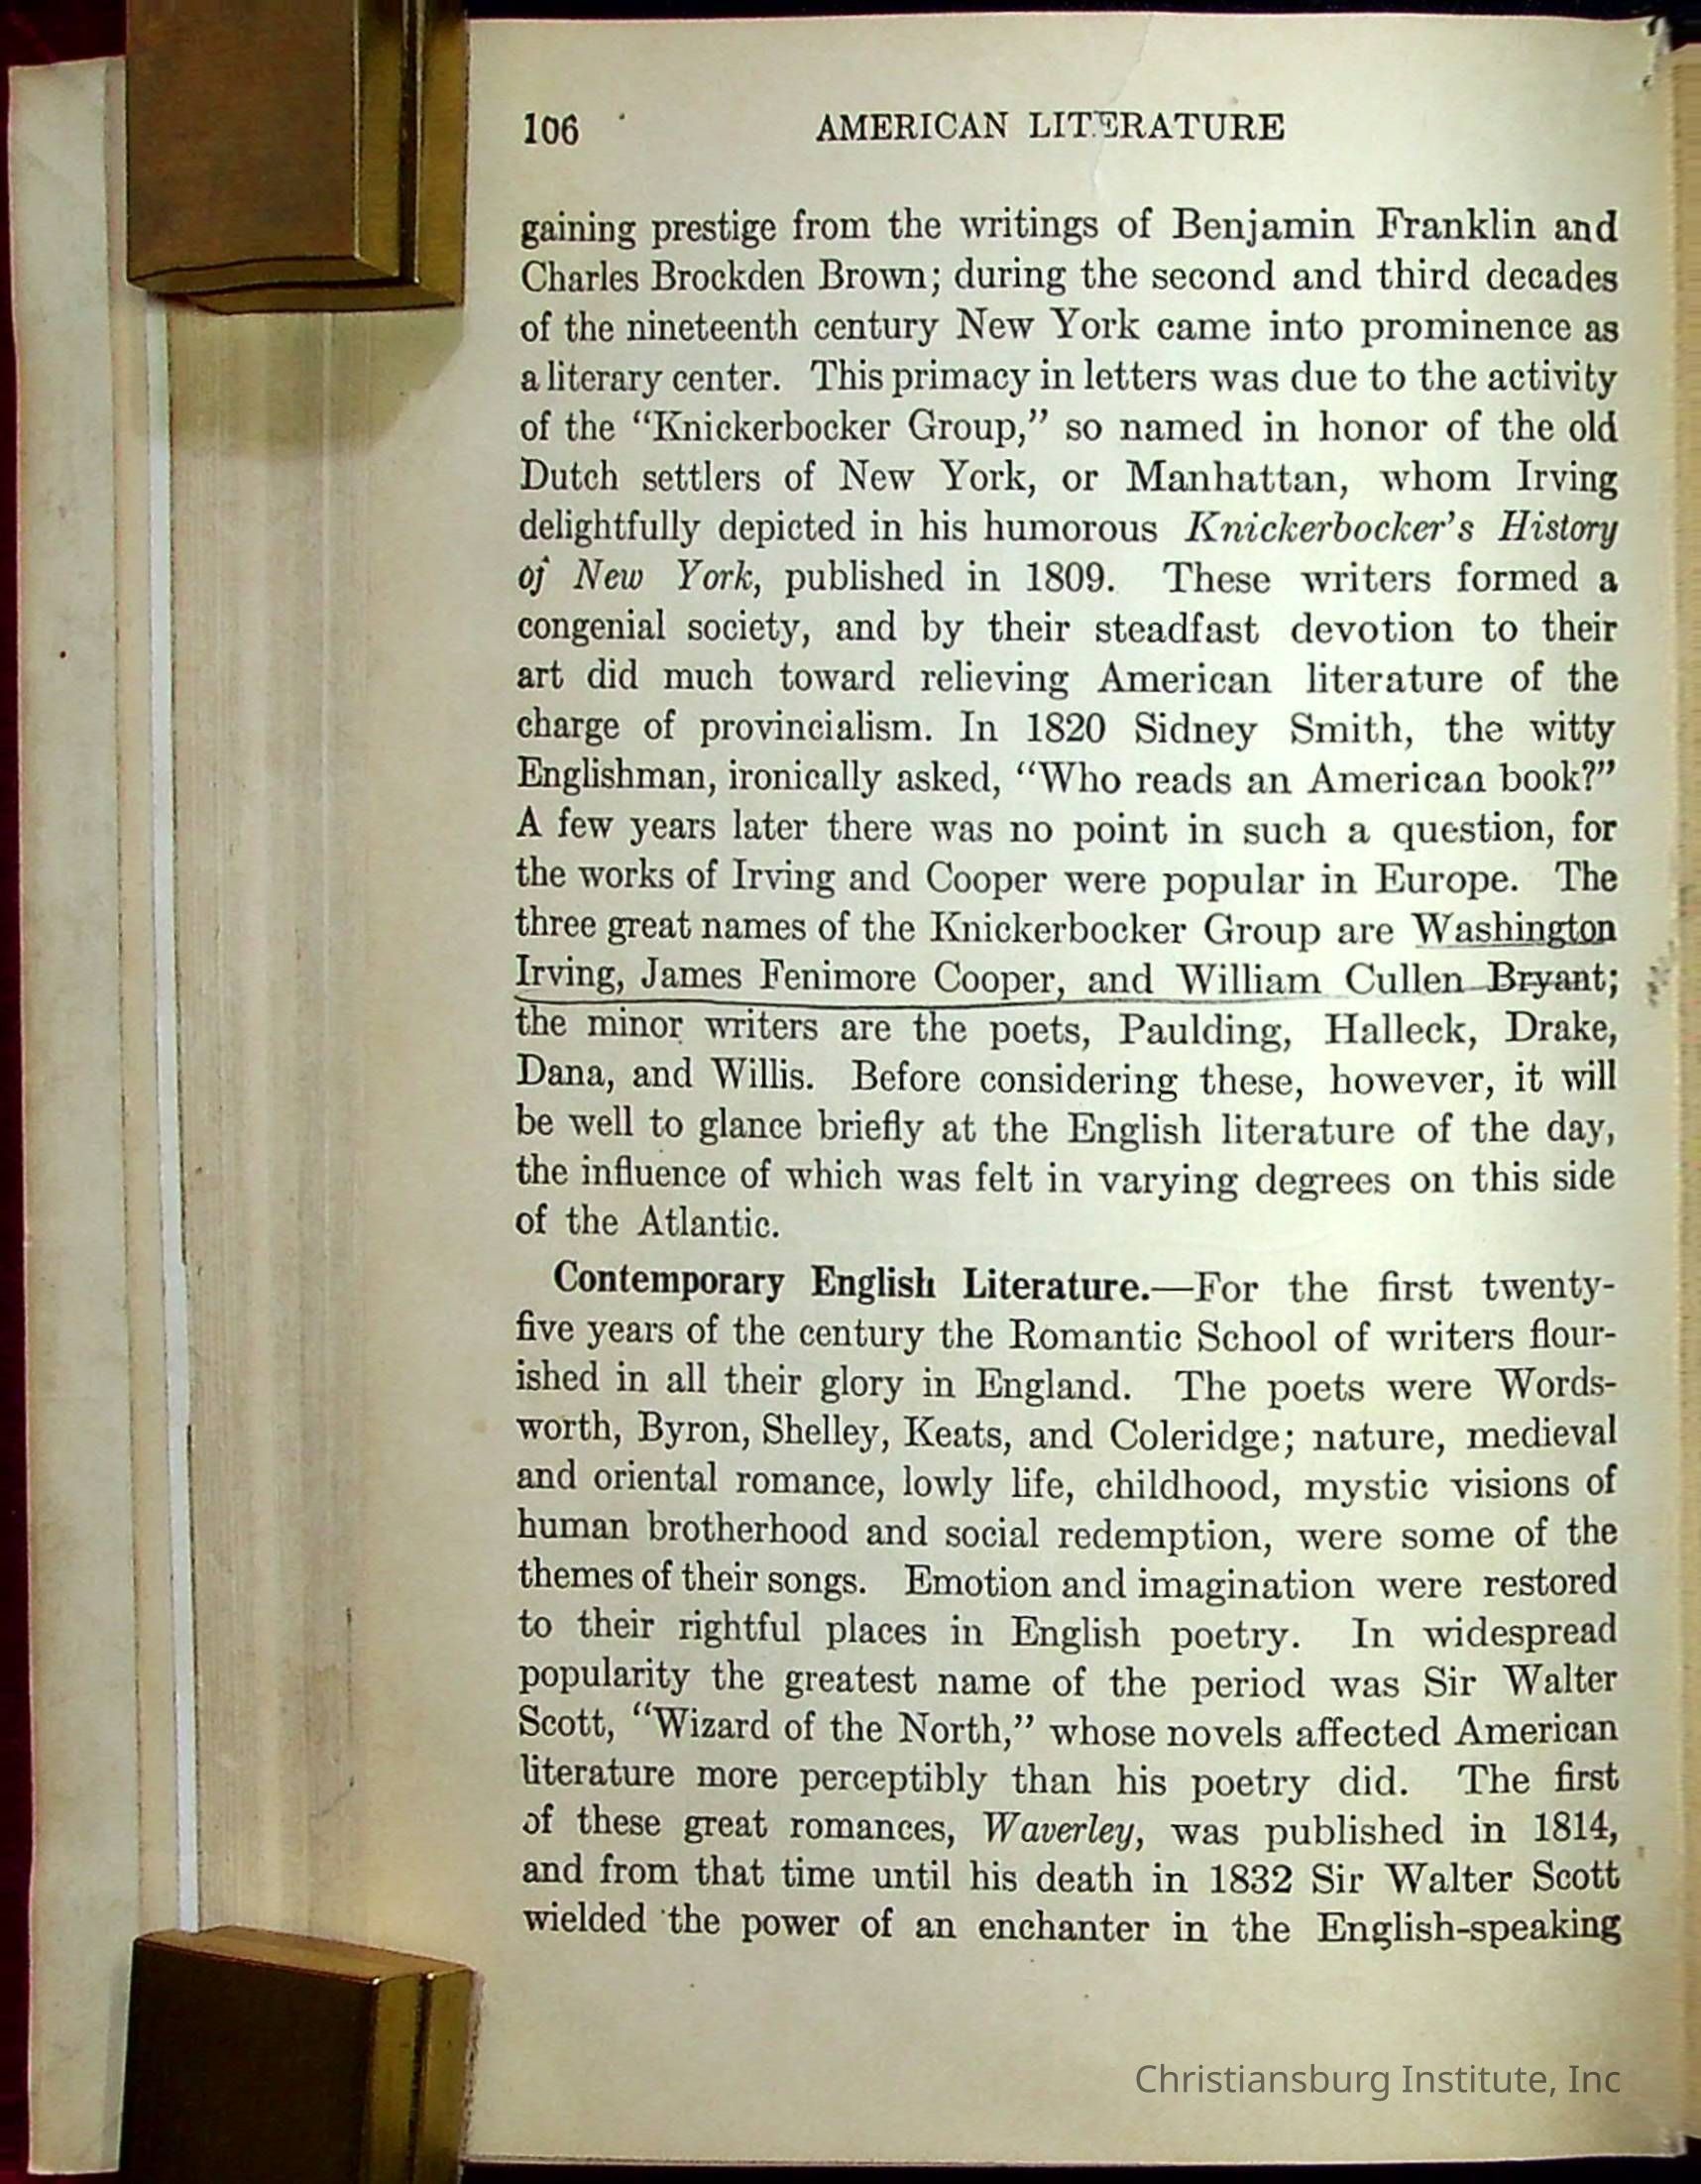 106
AMERICAN LITERATURE
gaining prestige from the writings of Benjamin Franklin and
Charles Brockden Brown; during the second and third decades
of the nineteenth century New York came into prominence as
a literary center. This primacy in letters was due to the activity
of the “Knickerbocker Group,” so named in honor of the old
Dutch settlers of New York, or Manhattan, whom Irving
delightfully depicted in his humorous Knickerbocker's History
of New York, published in 1809. These writers formed a
congenial society, and by their steadfast devotion to their
art did much toward relieving American literature of the
charge of provincialism. In 1820 Sidney Smith, the witty
Englishman, ironically asked, “Who reads an American book?”
A few years later there was no point in such a question, for
the works of Irving and Cooper were popular in Europe. The
three great names of the Knickerbocker Group are Washington
Irving, James Fenimore Cooper, and William Cullen Bryant;
the minor writers are the poets, Paulding, Halleck, Drake,
Dana, and Willis. Before considering these, however, it will
be well to glance briefly at the English literature of the day,
the influence of which was felt in varying degrees on this side
of the Atlantic.
Contemporary English Literature.—For the first twenty-
five years of the century the Romantic School of writers flour-
ished in all their glory in England. The poets were Words-
worth, Byron, Shelley, Keats, and Coleridge; nature, medieval
and oriental romance, lowly life, childhood, mystic visions of
human brotherhood and social redemption, were some of the
themes of their songs. Emotion and imagination were restored
to their rightful places in English poetry. In widespread
popularity the greatest name of the period was Sir Walter
Scott, “Wizard of the North,” whose novels affected American
literature more perceptibly than his poetry did. The first
of these great romances, Waverley, was published in 1814,
and from that time until his death in 1832 Sir Walter Scott
wielded the power of an enchanter in the English-speaking
Christiansburg Institute, Inc